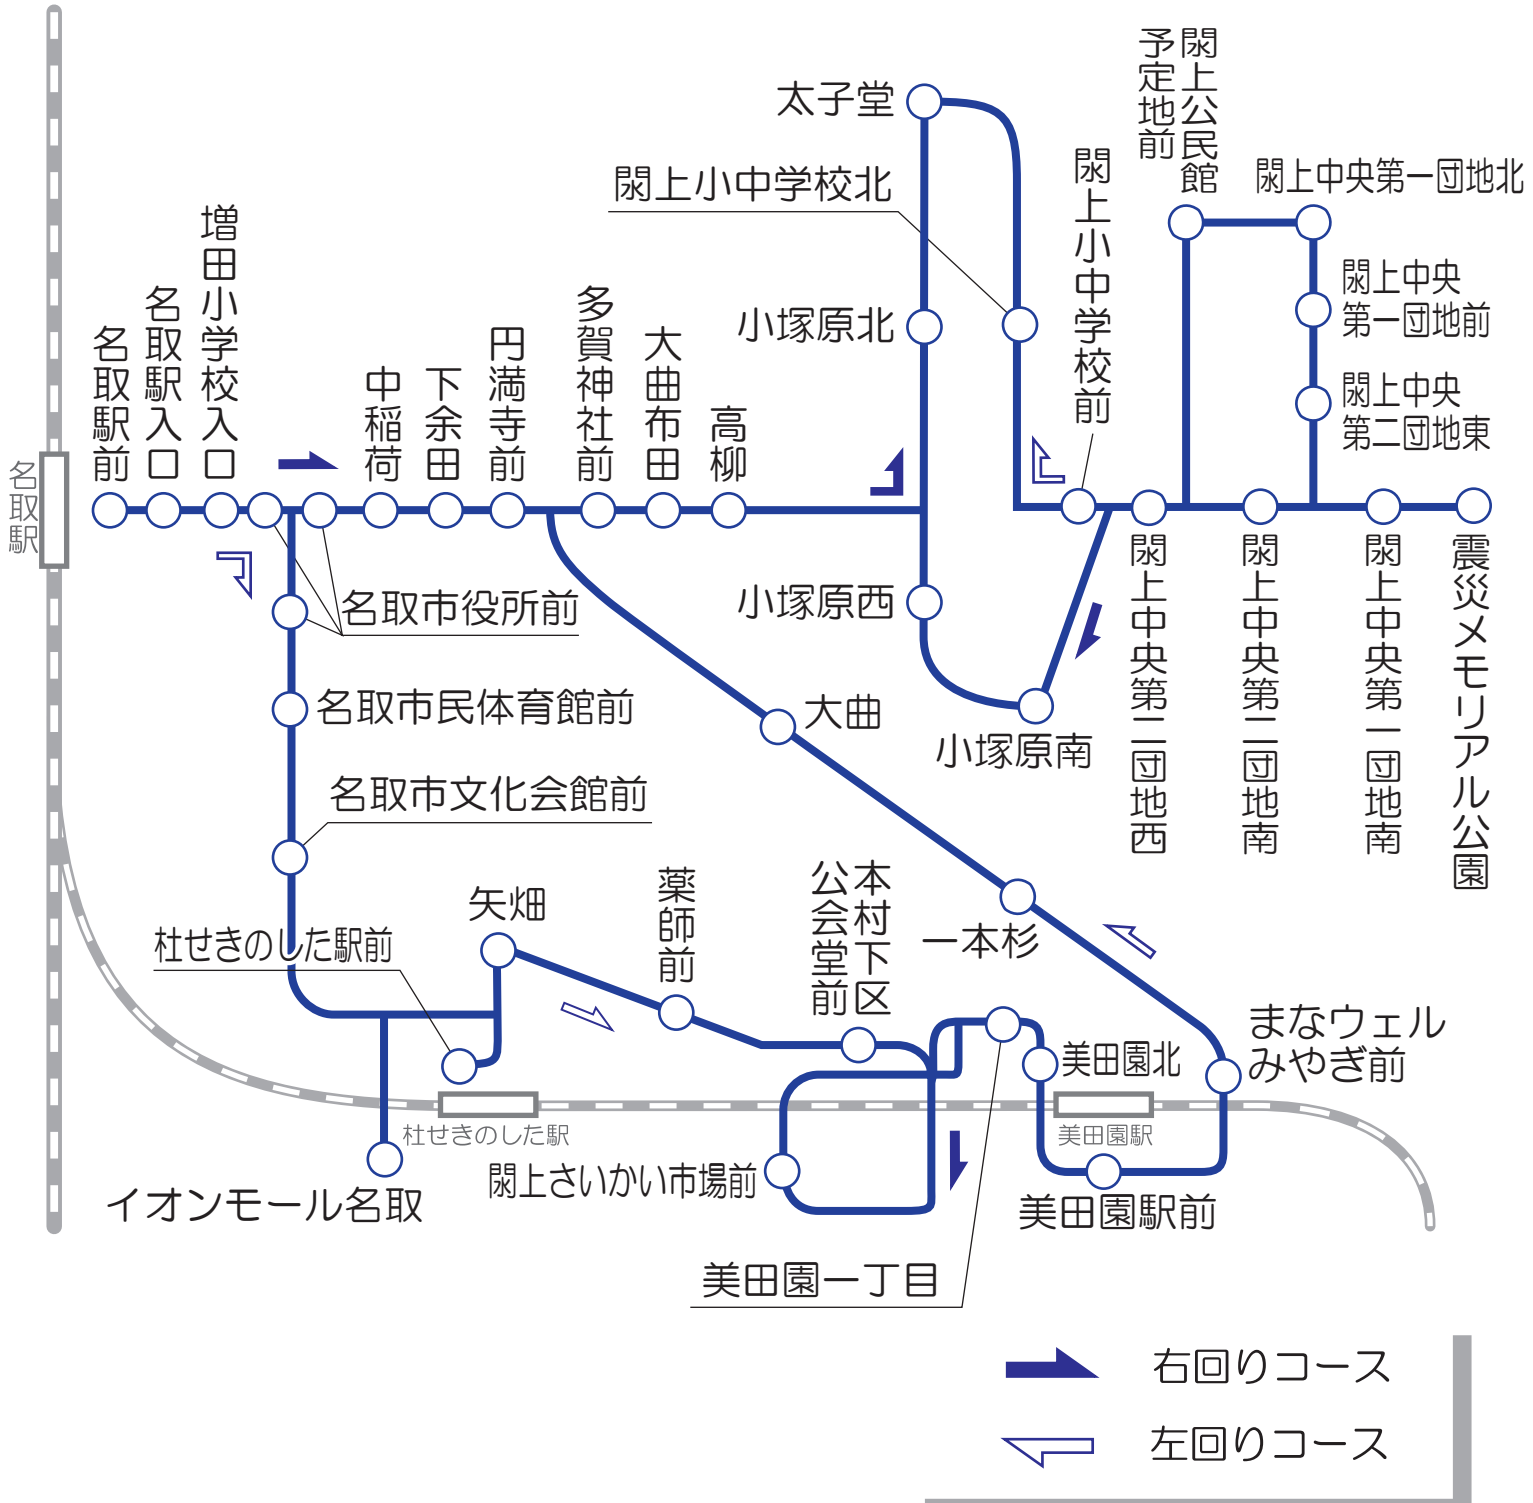 閖上公民館
予定地前
太子堂
閖上小中学校北
閖上小中学校前
閖上中央第一団地北
閖上中央
第一団地前
閖上中央
第二団地東
小塚原北
名取駅前
名取駅入口
増田小学校入口
中稲荷
下余田
円満寺前
多賀神社前
大曲布田
高柳
名取駅
名取市役所前
小塚原西
閖上中央第二団地西
閖上中央第二団地南
閖上中央第一団地南
震災メモリアル公園
名取市民体育館前
大曲
小塚原南
名取市文化会館前
矢畑
薬師前
本村下区
公会堂前
一本杉
杜せきのした駅前
まなウェル
みやぎ前
美田園北
杜せきのした駅
美田園駅
閖上さいかい市場前
イオンモール名取
美田園駅前
美田園一丁目
右回りコース
左回りコース